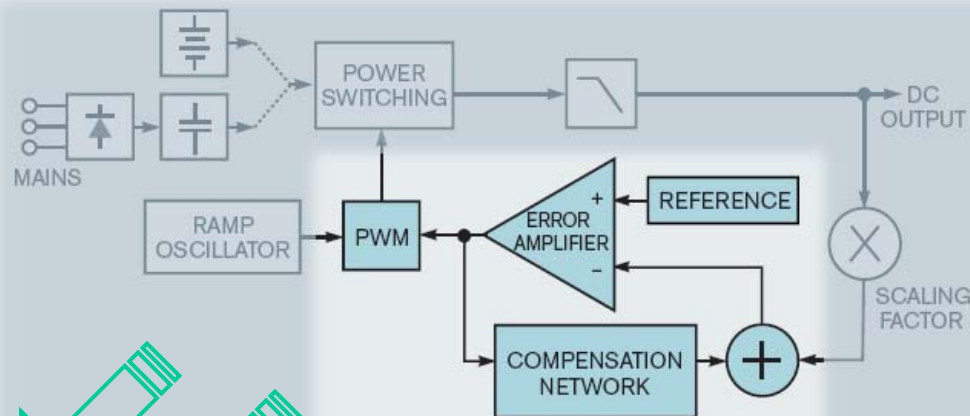 POWER
SWITCHING
DC
OUTPUT
MAINS
RAMP
OSCILLATOR
PWM
+
ERROR
AMPLIFIER
−
REFERENCE
SCALING
FACTOR
COMPENSATION
NETWORK
+